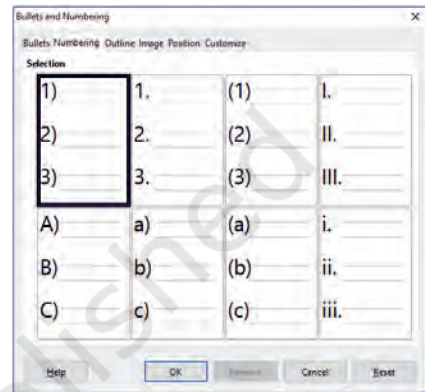 Bullets and Numbering X
Bullets Numbering Outline Image Position Customize
Selection
1) 1. (1) I.
2) 2. (2) II.
3) 3. (3) III.
A) a) (a) i.
B) b) (b) ii.
C) c) (c) iii.
Help OK Remove Cancel Reset